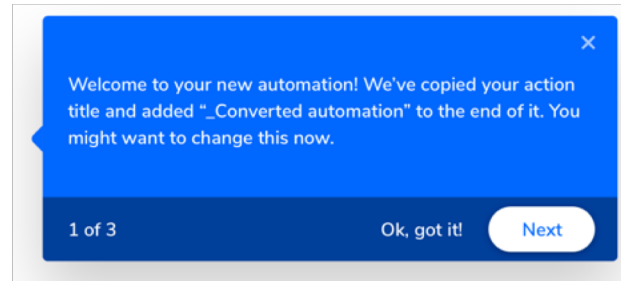 Welcome to your new automation! We’ve copied your action
title and added “_Converted automation” to the end of it. You
might want to change this now.
1 of 3
Ok, got it!
Next